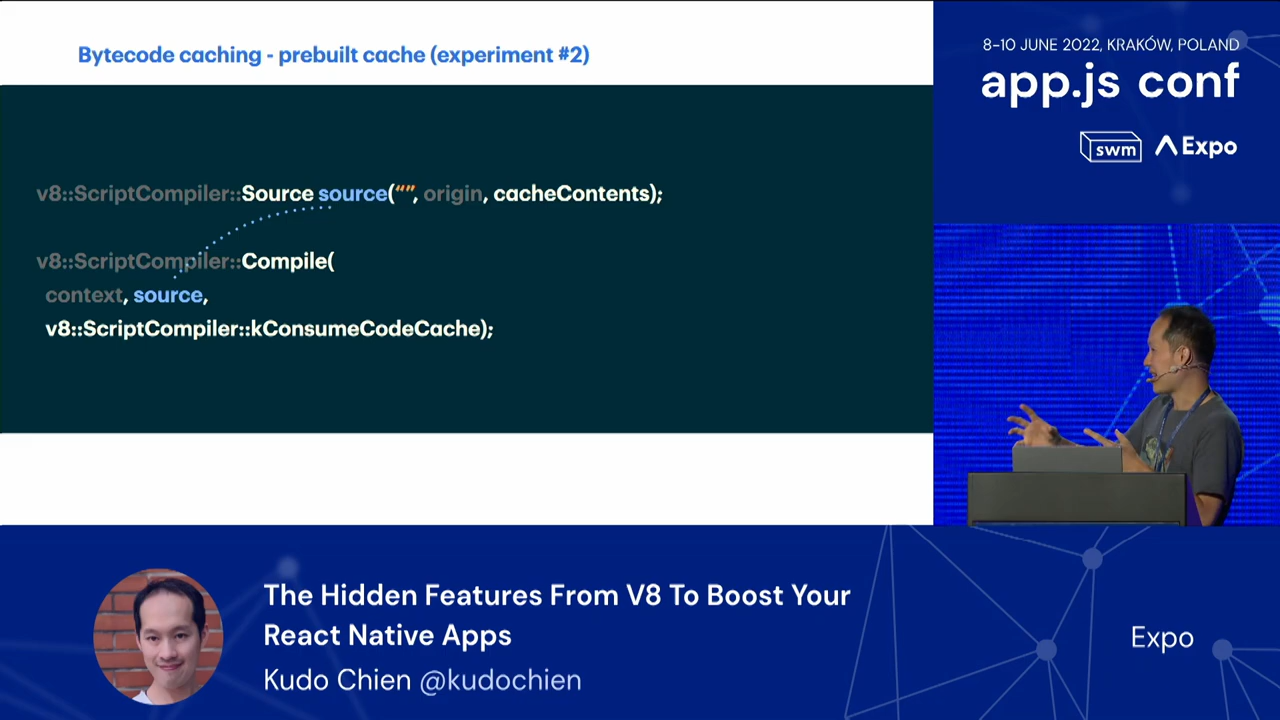 Bytecode caching - prebuilt cache (experiment #2)
v8::ScriptCompiler::Source source(“”, origin, cacheContents);
v8::ScriptCompiler::Compile(
context, source,
v8::ScriptCompiler::kConsumeCodeCache);
8-10 JUNE 2022, KRAKÓW, POLAND
app.js conf
swm Expo
The Hidden Features From V8 To Boost Your
React Native Apps
Kudo Chien @kudochien
Expo